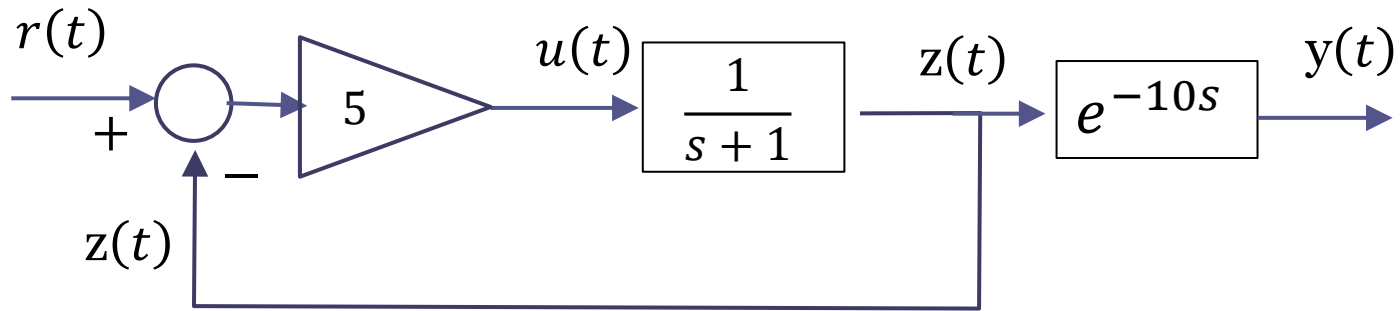 r(t)
+
−
5
u(t)
1
s + 1
z(t)
e^{−10s}
y(t)
z(t)